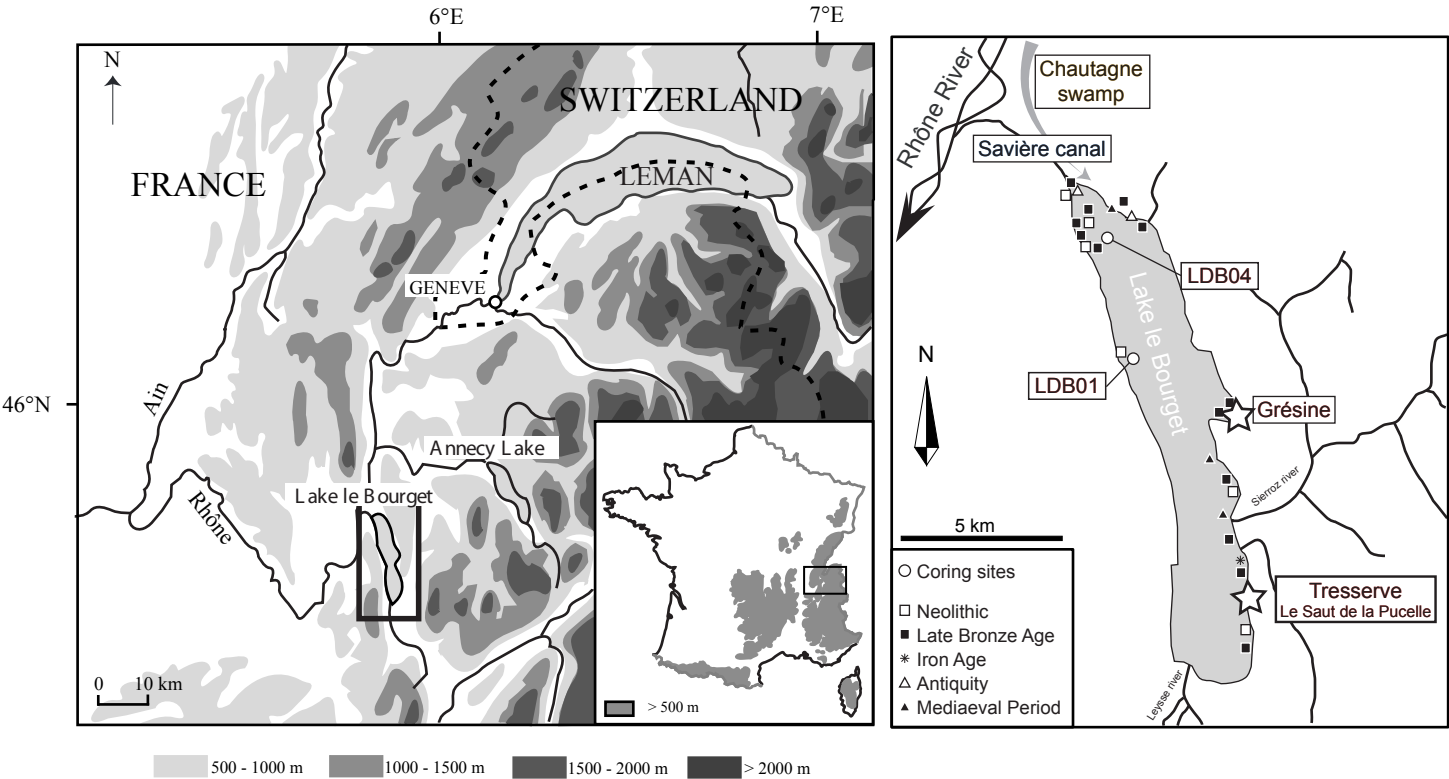 6°E
7°E
N
SWITZERLAND
FRANCE
LEMAN
GENEVE
46°N
Ain
Annecy Lake
Lake le Bourget
Rhône
0
10 km
> 500 m
500 - 1000 m
1000 - 1500 m
1500 - 2000 m
> 2000 m
Rhône River
Chautagne
swamp
Savière canal
LDB04
Lake le Bourget
LDB01
N
Grésine
Sierroz river
5 km
Tresserve
Le Saut de la Pucelle
Leysse river
Coring sites
Neolithic
Late Bronze Age
Iron Age
Antiquity
Mediaeval Period